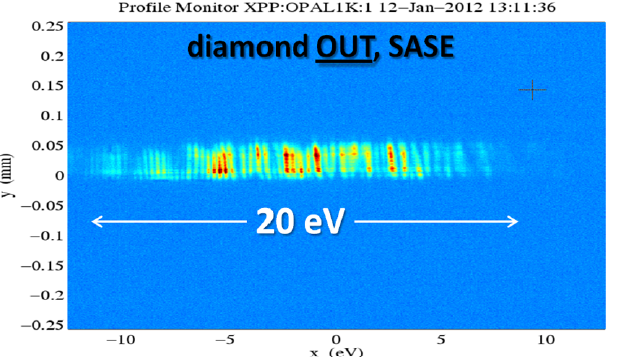 Profile Monitor XPP:OPAL1K:1 12−Jan−2012 13:11:36
diamond OUT, SASE
0.25
0.2
0.15
0.1
0.05
0
−0.05
−0.1
−0.15
−0.2
−0.25
y (mm)
20 eV
−10 −5 0 5 10
x (eV)